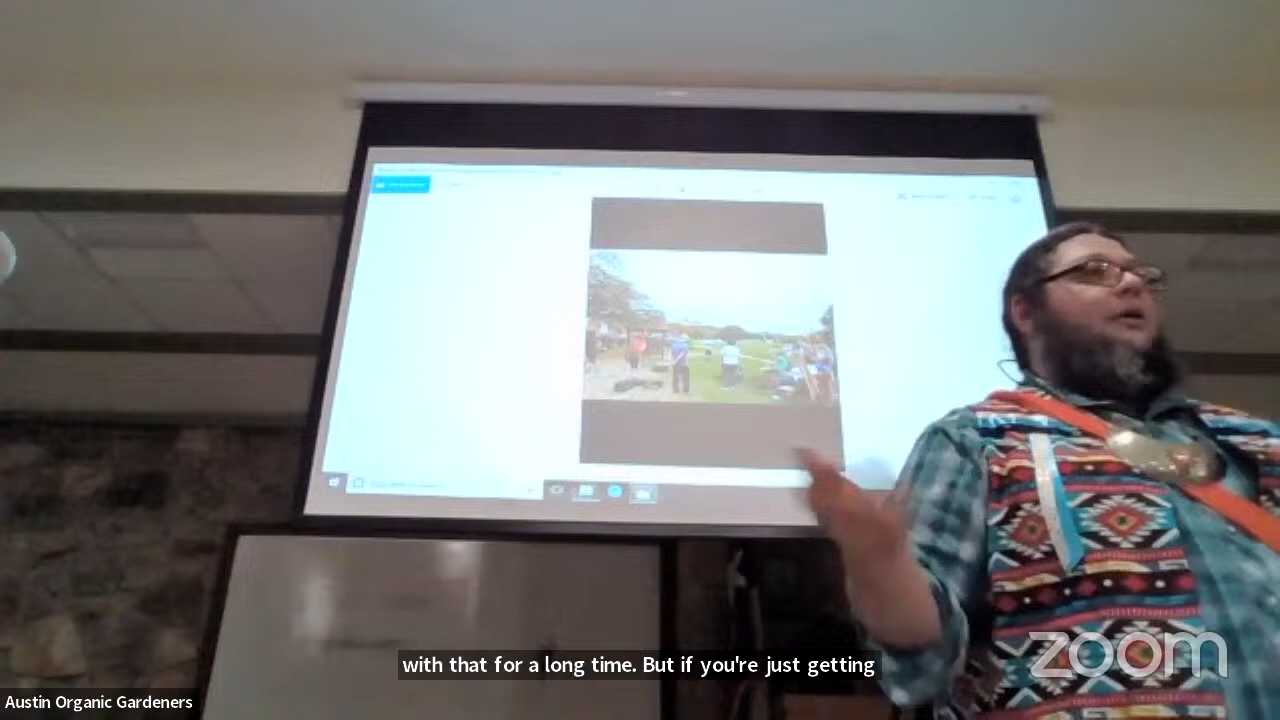 with that for a long time. But if you're just getting
zoom
Austin Organic Gardeners